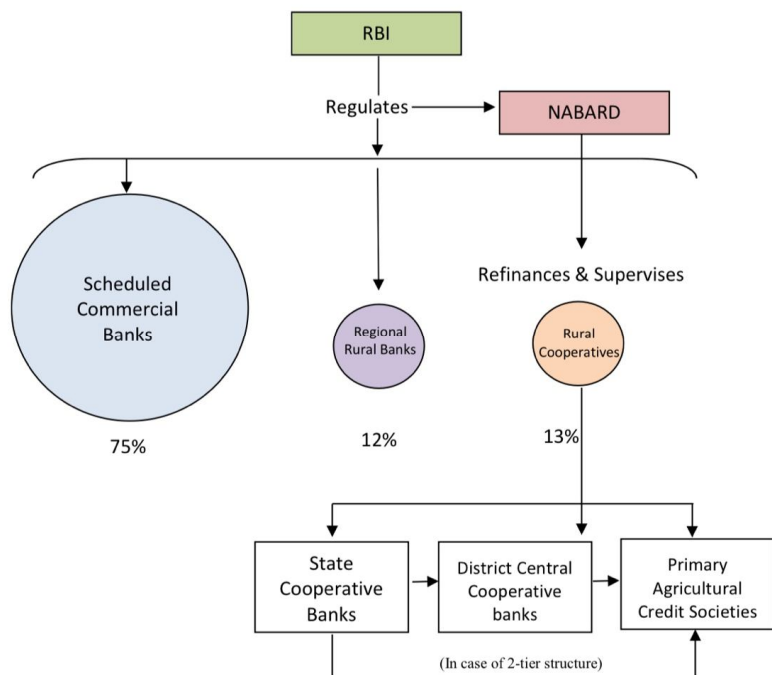 RBI
Regulates
NABARD
Refinances & Supervises
Scheduled
Commercial
Banks
Regional
Rural Banks
Rural
Cooperatives
75%
12%
13%
State
Cooperative
Banks
District Central
Cooperative
banks
Primary
Agricultural
Credit Societies
(In case of 2-tier structure)